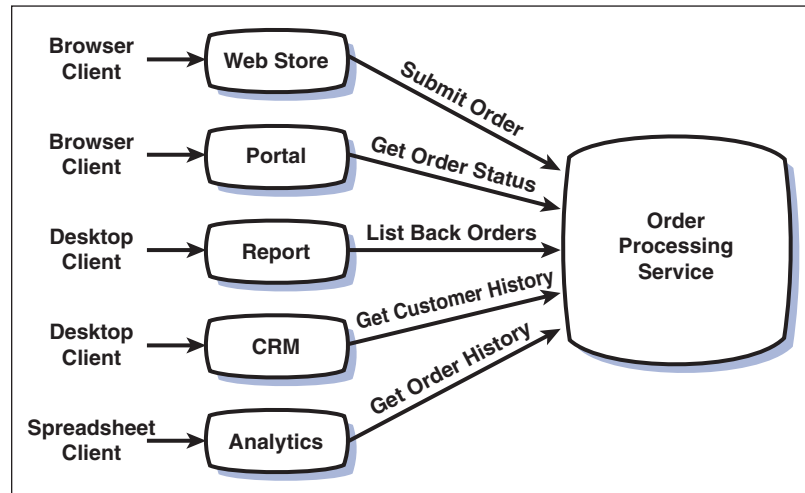 Browser
Client
Web Store
Submit Order
Browser
Client
Portal
Get Order Status
Desktop
Client
Report
List Back Orders
Order
Processing
Service
Desktop
Client
CRM
Get Customer History
Spreadsheet
Client
Analytics
Get Order History